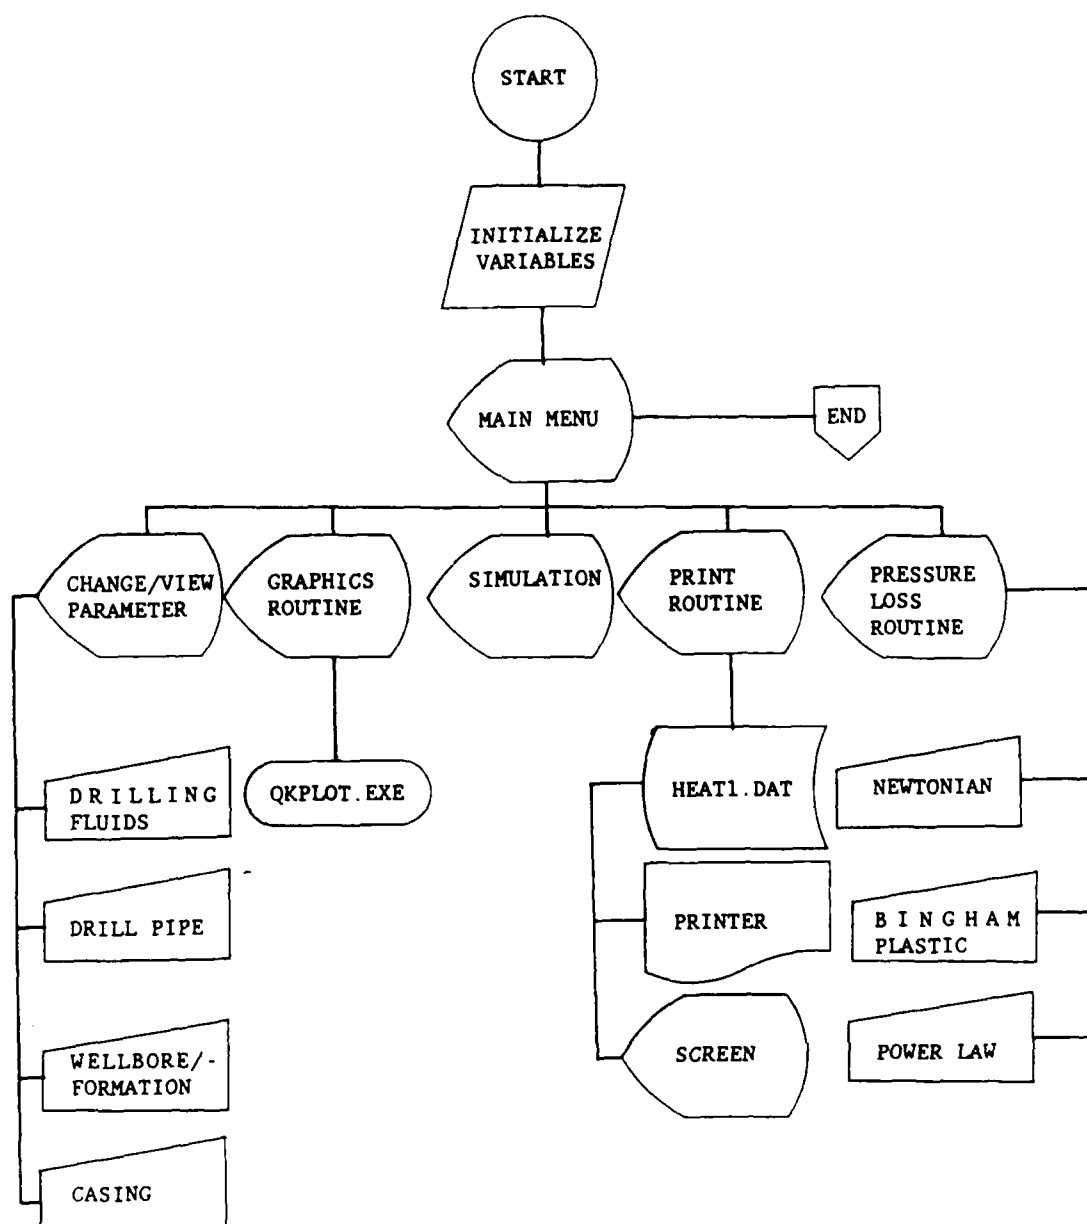 START
INITIALIZE
VARIABLES
MAIN MENU
END
CHANGE/VIEW
PARAMETER
GRAPHICS
ROUTINE
SIMULATION
PRINT
ROUTINE
PRESSURE
LOSS
ROUTINE
DRILLING
FLUIDS
QKPLOT.EXE
HEAT1.DAT
NEWTONIAN
DRILL PIPE
PRINTER
BINGHAM
PLASTIC
WELLBORE/-
FORMATION
SCREEN
POWER LAW
CASING